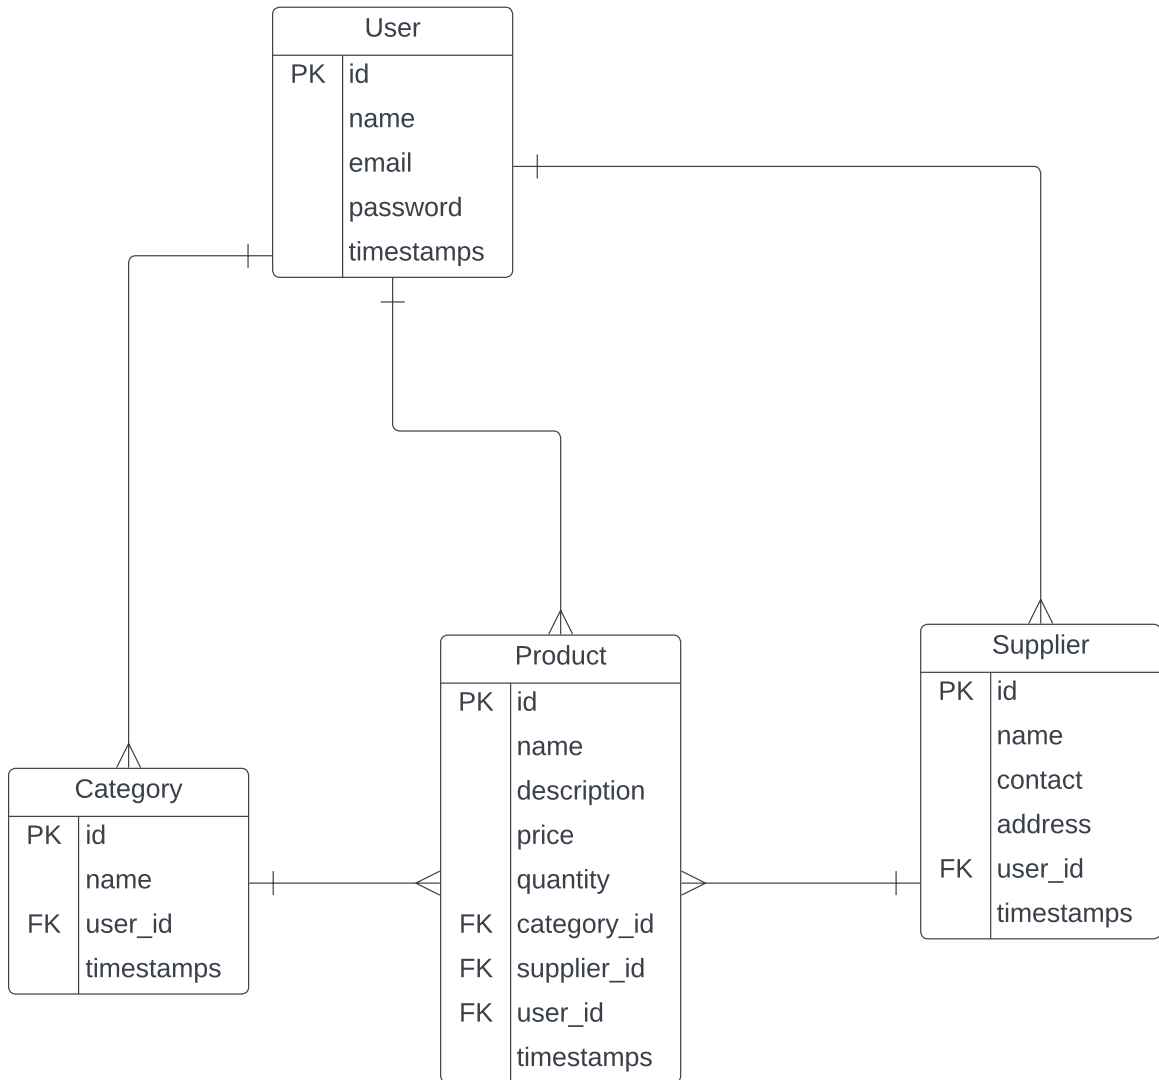 User
PK id
name
email
password
timestamps
Category
PK id
name
FK user_id
timestamps
Product
PK id
name
description
price
quantity
FK category_id
FK supplier_id
FK user_id
timestamps
Supplier
PK id
name
contact
address
FK user_id
timestamps